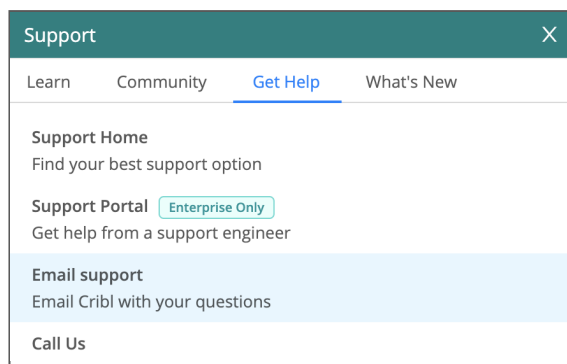 Support X
Learn Community Get Help What's New
Support Home
Find your best support option
Support Portal Enterprise Only
Get help from a support engineer
Email support
Email Cribl with your questions
Call Us